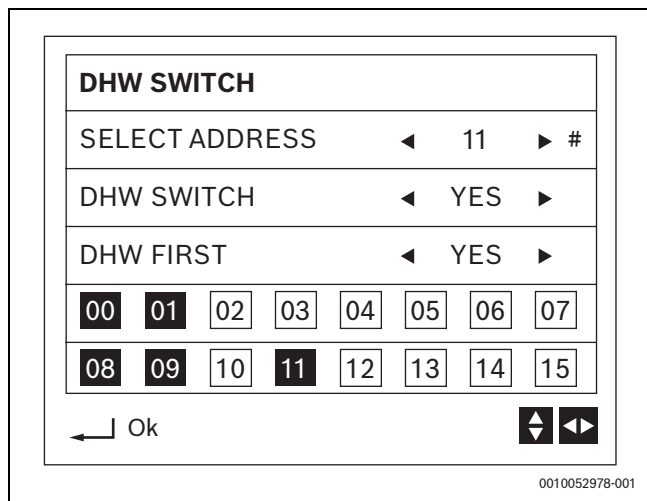 DHW SWITCH
SELECT ADDRESS ◄ 11 ► #
DHW SWITCH ◄ YES ►
DHW FIRST ◄ YES ►
00 01 02 03 04 05 06 07
08 09 10 11 12 13 14 15
Ok
0010052978-001